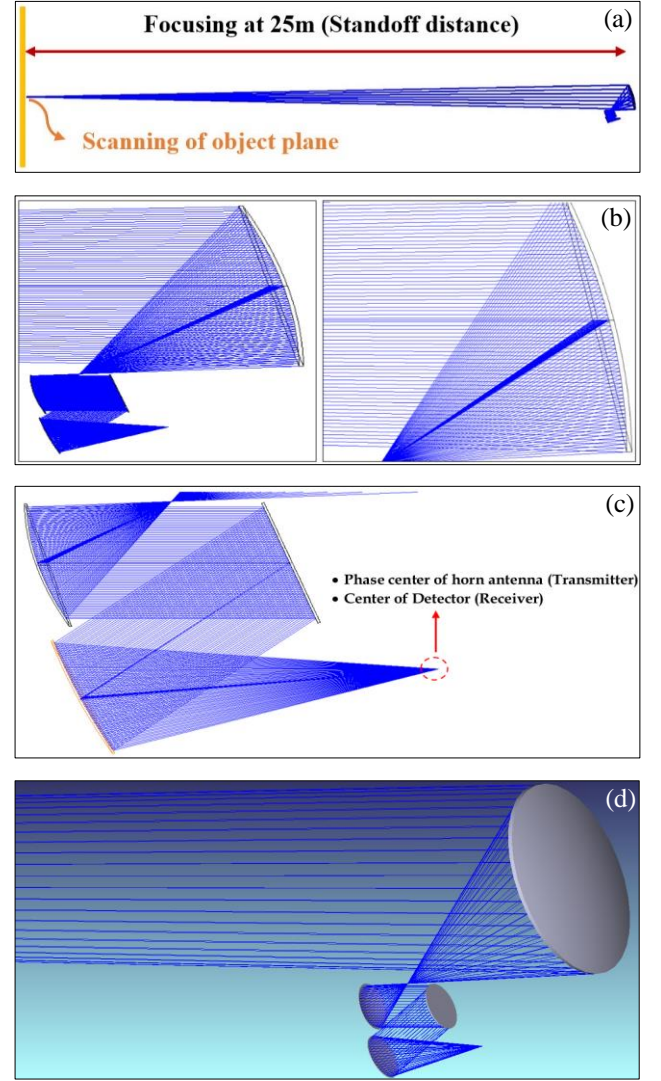 (a)
Focusing at 25m (Standoff distance)
Scanning of object plane
(b)
(c)
• Phase center of horn antenna (Transmitter)
• Center of Detector (Receiver)
(d)